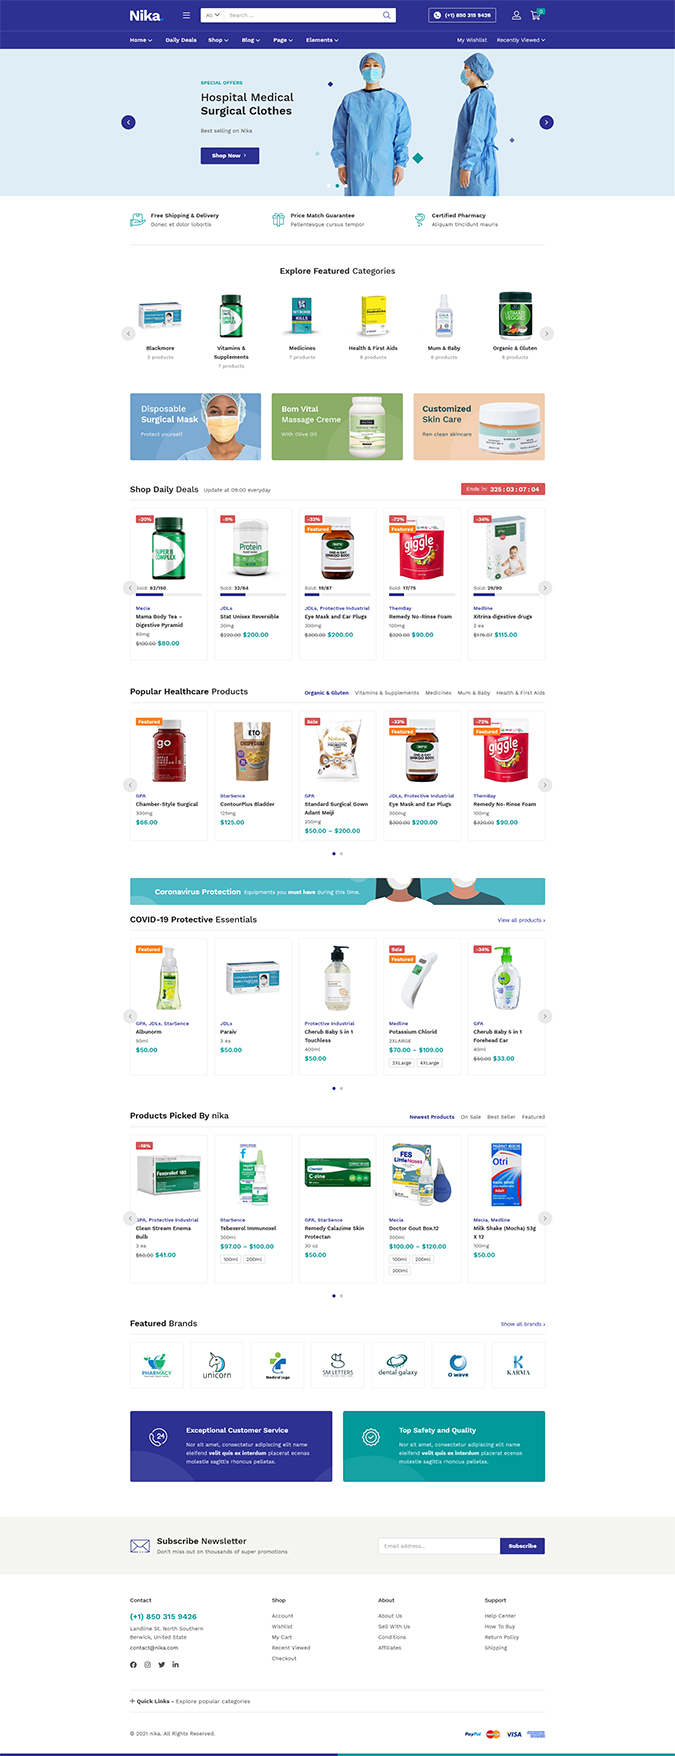 Nika.
All
Search ...
(+1) 850 315 9426
0
Home
Daily Deals
Shop
Blog
Page
Elements
My Wishlist
Recently Viewed
SPECIAL OFFERS
Hospital Medical
Surgical Clothes
Best selling on Nika
Shop Now
Free Shipping & Delivery
Donec et dolor lobortis
Price Match Guarantee
Pellentesque cursus tempor
Certified Pharmacy
Aliquam tincidunt mauris
Explore Featured Categories
Blackmore
3 products
Vitamins &
Supplements
7 products
Medicines
7 products
Health & First Aids
8 products
Mum & Baby
6 products
Organic & Gluten
8 products
Disposable
Surgical Mask
Protect yourself
Bom Vital
Massage Creme
With Olive Oil
Customized
Skin Care
Ren clean skincare
Shop Daily Deals
Update at 09:00 everyday
Ends in: 325 : 03 : 07 : 04
-20%
SUPER B
COMPLEX
Sold: 82/150
Mecia
Mama Body Tea –
Digestive Pyramid
60mg
$100.00 $80.00
-9%
Protein
Sold: 33/84
JDLs
Stat Unisex Reversible
30mg
$220.00 $200.00
-33%
Featured
Sold: 19/87
JDLs, Protective Industrial
Eye Mask and Ear Plugs
300mg
$300.00 $200.00
-72%
Featured
giggle
Sold: 17/75
ThemBay
Remedy No-Rinse Foam
100mg
$320.00 $90.00
-34%
Sold: 29/90
Medline
Xitrina digestive drugs
2 ea
$175.07 $115.00
Popular Healthcare Products
Organic & Gluten
Vitamins & Supplements
Medicines
Mum & Baby
Health & First Aids
Featured
go
GPA
Chamber-Style Surgical
300mg
$66.00
ETO
StarSence
ContourPlus Bladder
125mg
$125.00
Sale
Natura
GPA
Standard Surgical Gown
Adant Meiji
250mg
$50.00 – $200.00
-33%
Featured
JDLs, Protective Industrial
Eye Mask and Ear Plugs
300mg
$300.00 $200.00
-72%
Featured
giggle
ThemBay
Remedy No-Rinse Foam
100mg
$320.00 $90.00
Coronavirus Protection Equipments you must have during this time.
COVID-19 Protective Essentials
View all products
Featured
GPA, JDLs, StarSence
Albunorm
50ml
$50.00
JDLs
Paraiv
3 ea
$50.00
Protective Industrial
Cherub Baby 5 in 1
Touchless
400ml
$50.00
Sale
Featured
Medline
Potassium Chlorid
2XLARGE
$70.00 – $109.00
2XLarge
4XLarge
-34%
GPA
Cherub Baby 5 in 1
Forehead Ear
40ml
$50.00 $33.00
Products Picked By nika
Newest Products
On Sale
Best Seller
Featured
-18%
Fexorelief 180
GPA, Protective Industrial
Clean Stream Enema
Bulb
3 ea
$50.00 $41.00
StarSence
Tebexerol Immunoxel
300ml
$97.00 – $100.00
100ml
200ml
C-zine
GPA, StarSence
Remedy Calazime Skin
Protectan
30 oz
$50.00
FES
LittleNoses
Mecia
Doctor Gout Box.12
300ml
$100.00 – $120.00
100ml
200ml
300ml
Otri
Mecia, Medline
Milk Shake (Mocha) 53g
X 12
100mg
$50.00
Featured Brands
Show all brands
PHARMACY
unicorn
Medical Logo
SM LETTERS
dental galaxy
O wave
KARMA
24
Exceptional Customer Service
Nor sit amet, consectetur adipiscing elit name
eleifend velit quis ex interdum placerat ecenas
molestie sagittis rhoncus pelletas.
Top Safety and Quality
Nor sit amet, consectetur adipiscing elit name
eleifend velit quis ex interdum placerat ecenas
molestie sagittis rhoncus pelletas.
Subscribe Newsletter
Don't miss out on thousands of super promotions
Email address...
Subscribe
Contact
(+1) 850 315 9426
Landline St, North Southern
Berwick, United State
contact@nika.com
Shop
Account
Wishlist
My Cart
Recent Viewed
Checkout
About
About Us
Sell With Us
Conditions
Affiliates
Support
Help Center
How To Buy
Return Policy
Shipping
+ Quick Links - Explore popular categories
© 2021 nika. All Rights Reserved.
PayPal
VISA